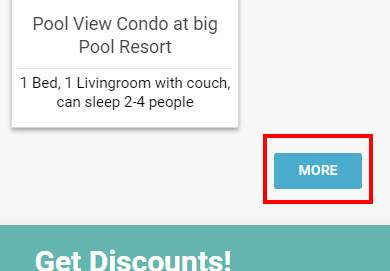 Pool View Condo at big
Pool Resort
1 Bed, 1 Livingroom with couch,
can sleep 2-4 people
MORE
Get Discounts!